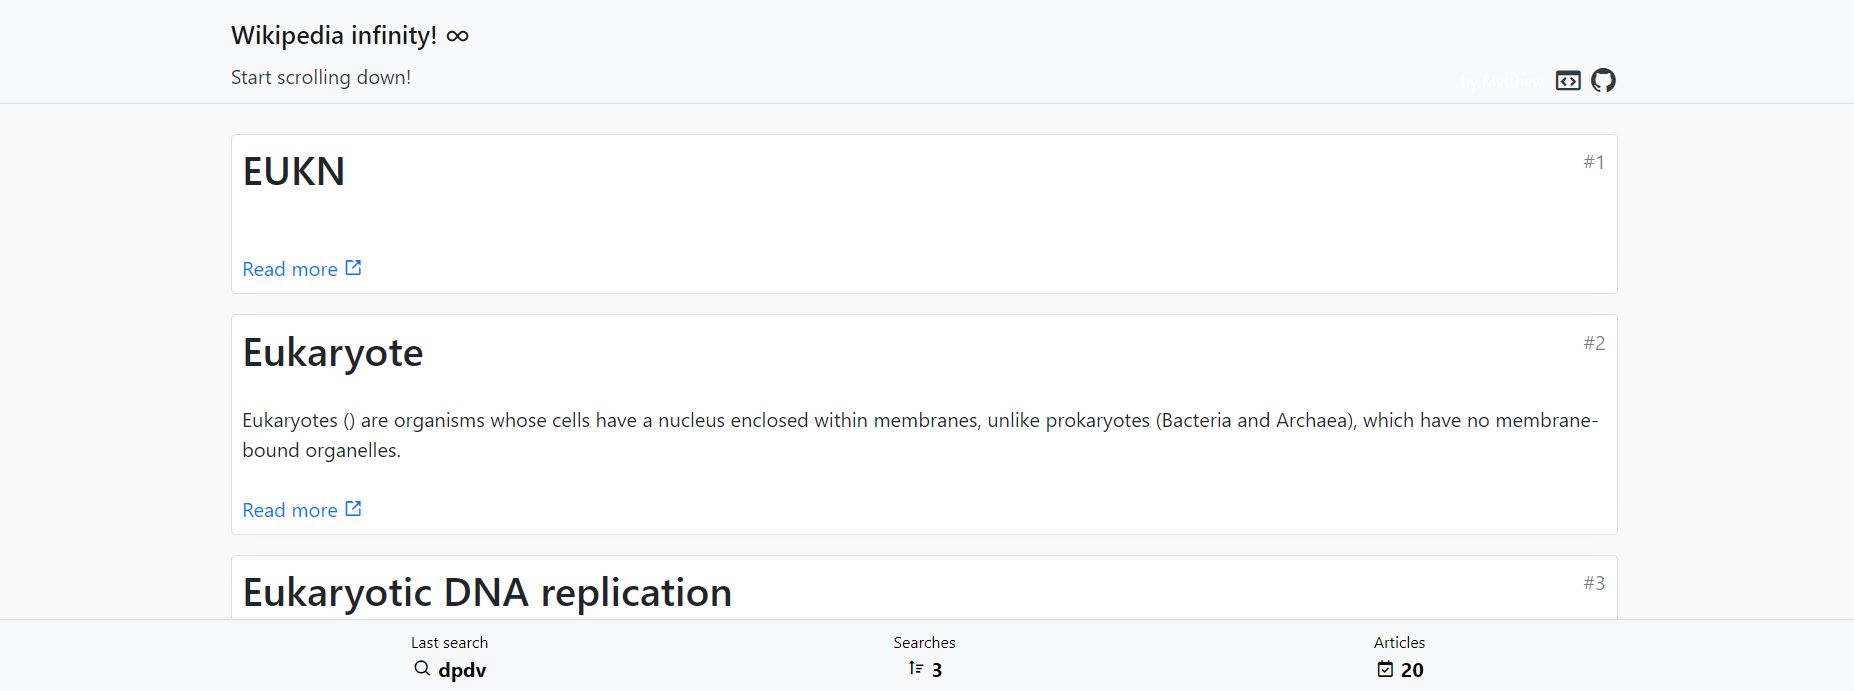 Wikipedia infinity! ∞
Start scrolling down!
by Mvtthew
EUKN
#1
Read more
Eukaryote
#2
Eukaryotes () are organisms whose cells have a nucleus enclosed within membranes, unlike prokaryotes (Bacteria and Archaea), which have no membrane-
bound organelles.
Read more
Eukaryotic DNA replication
#3
Last search
dpdv
Searches
3
Articles
20